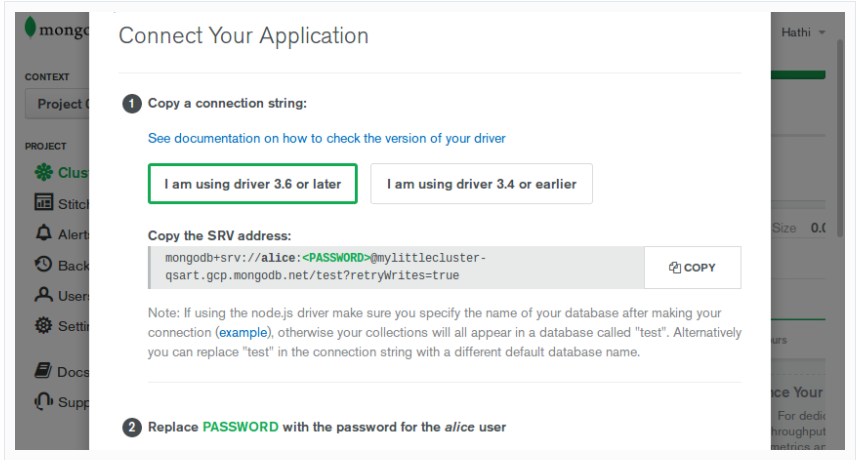 mongo
Hathi
Connect Your Application
CONTEXT
Project
1 Copy a connection string:
See documentation on how to check the version of your driver
PROJECT
I am using driver 3.6 or later
I am using driver 3.4 or earlier
Clus
Stitch
Alert
Back
User
Setti
Docs
Supp
Copy the SRV address:
mongodb+srv://alice:<PASSWORD>@mylittlecluster-
qsart.gcp.mongodb.net/test?retryWrites=true
COPY
Size 0.0
Note: If using the node.js driver make sure you specify the name of your database after making your
connection (example), otherwise your collections will all appear in a database called "test". Alternatively
you can replace "test" in the connection string with a different default database name.
urs
2 Replace PASSWORD with the password for the alice user
nce Your
For dedic
hroughput
metrics an